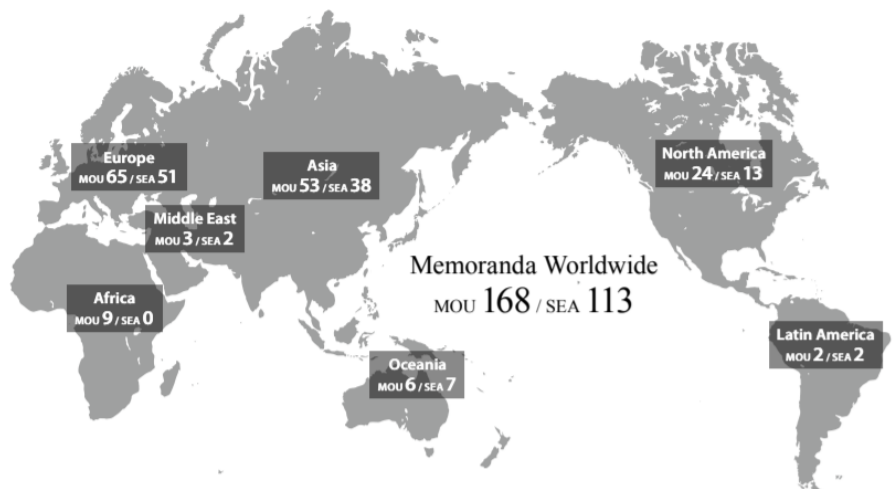 Europe
MOU 65 / SEA 51
Asia
MOU 53 / SEA 38
North America
MOU 24 / SEA 13
Middle East
MOU 3 / SEA 2
Memoranda Worldwide
MOU 168 / SEA 113
Africa
MOU 9 / SEA 0
Latin America
MOU 2 / SEA 2
Oceania
MOU 6 / SEA 7